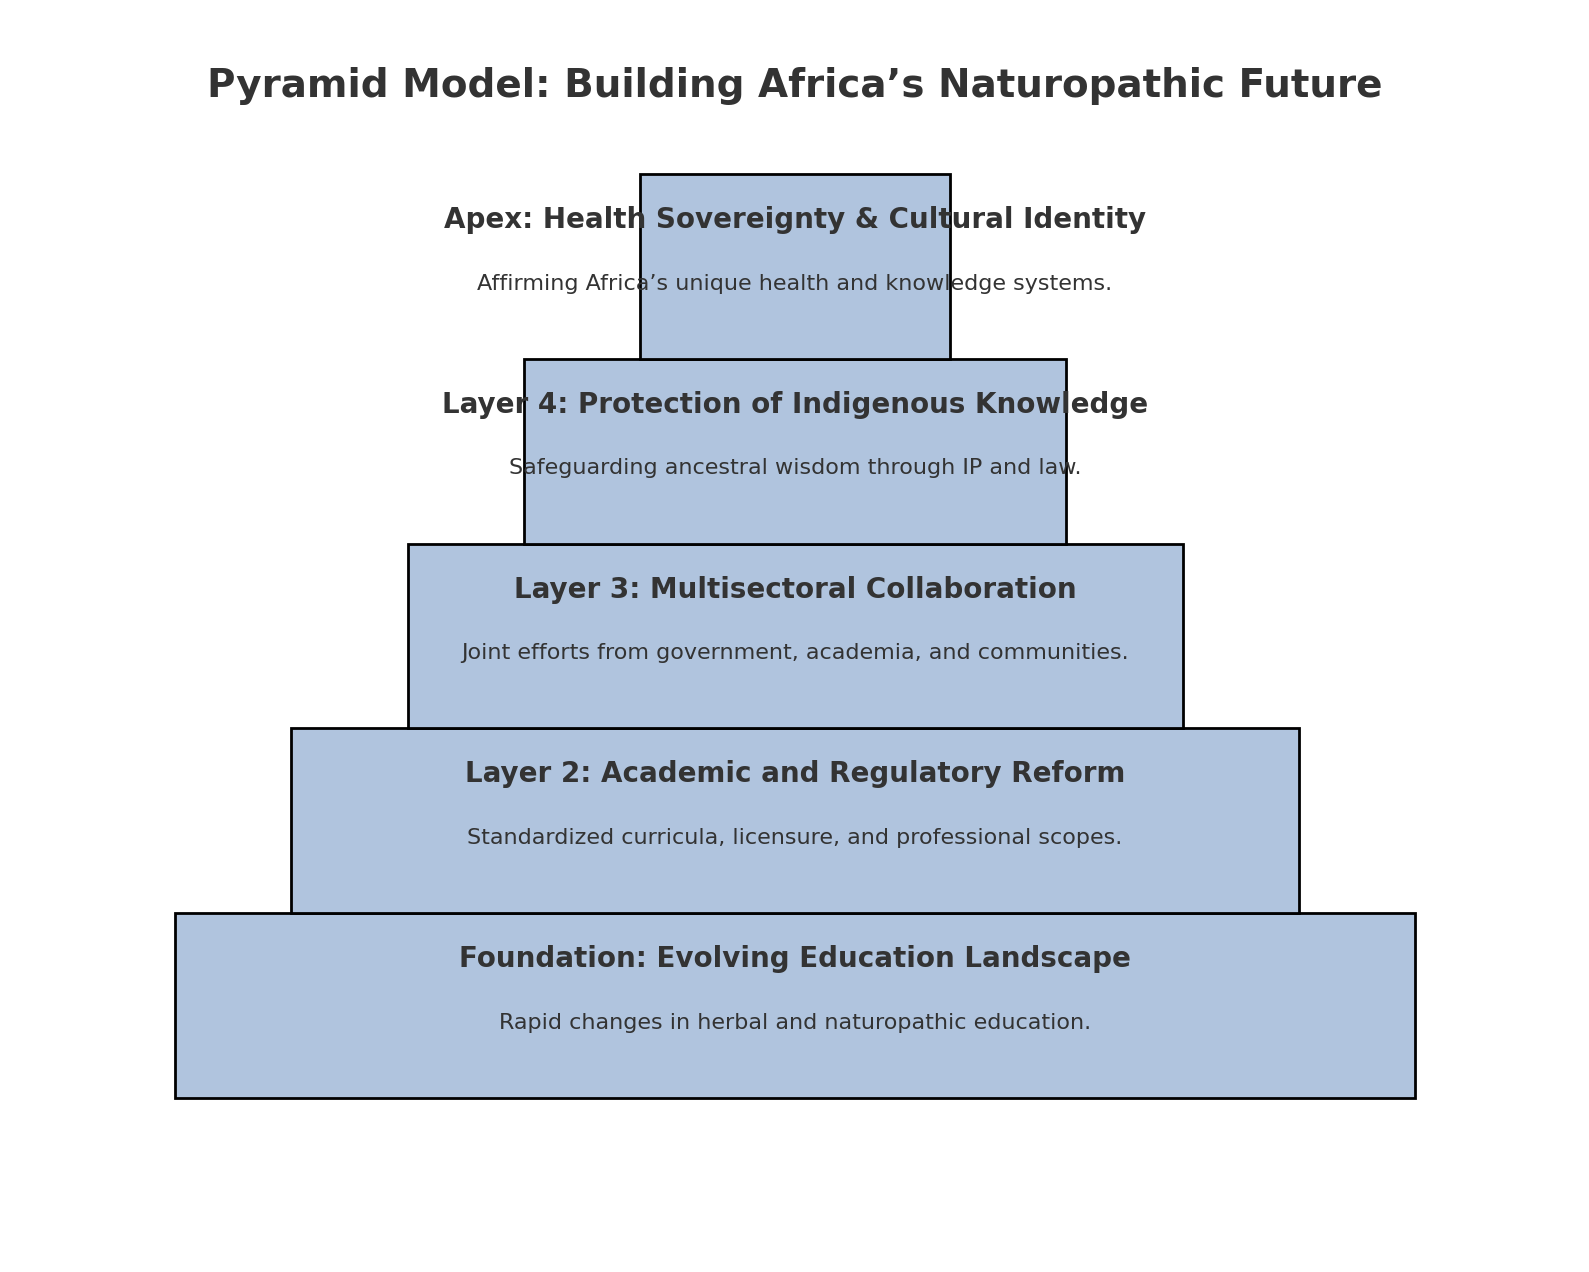 Pyramid Model: Building Africa’s Naturopathic Future
Apex: Health Sovereignty & Cultural Identity
Affirming Africa’s unique health and knowledge systems.
Layer 4: Protection of Indigenous Knowledge
Safeguarding ancestral wisdom through IP and law.
Layer 3: Multisectoral Collaboration
Joint efforts from government, academia, and communities.
Layer 2: Academic and Regulatory Reform
Standardized curricula, licensure, and professional scopes.
Foundation: Evolving Education Landscape
Rapid changes in herbal and naturopathic education.